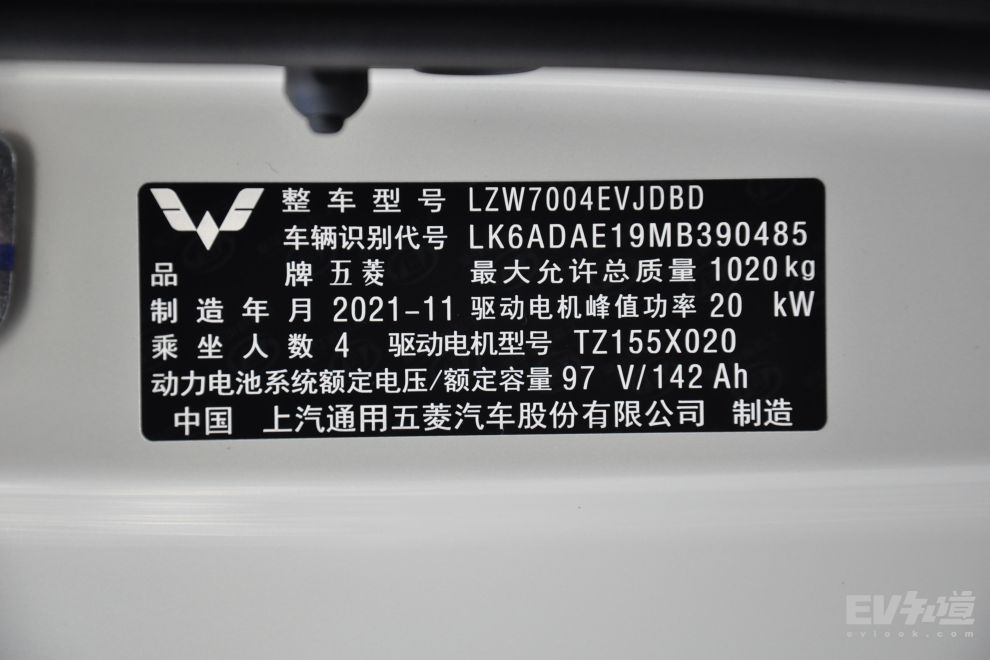 整车型号 LZW7004EVJDBD
车辆识别代号 LK6ADAE19MB390485
品牌 五菱 最大允许总质量 1020kg
制造年月 2021-11 驱动电机峰值功率 20 kW
乘坐人数 4 驱动电机型号 TZ155X020
动力电池系统额定电压/额定容量 97 V/142 Ah
中国 上汽通用五菱汽车股份有限公司 制造
EV知道
evlook.com